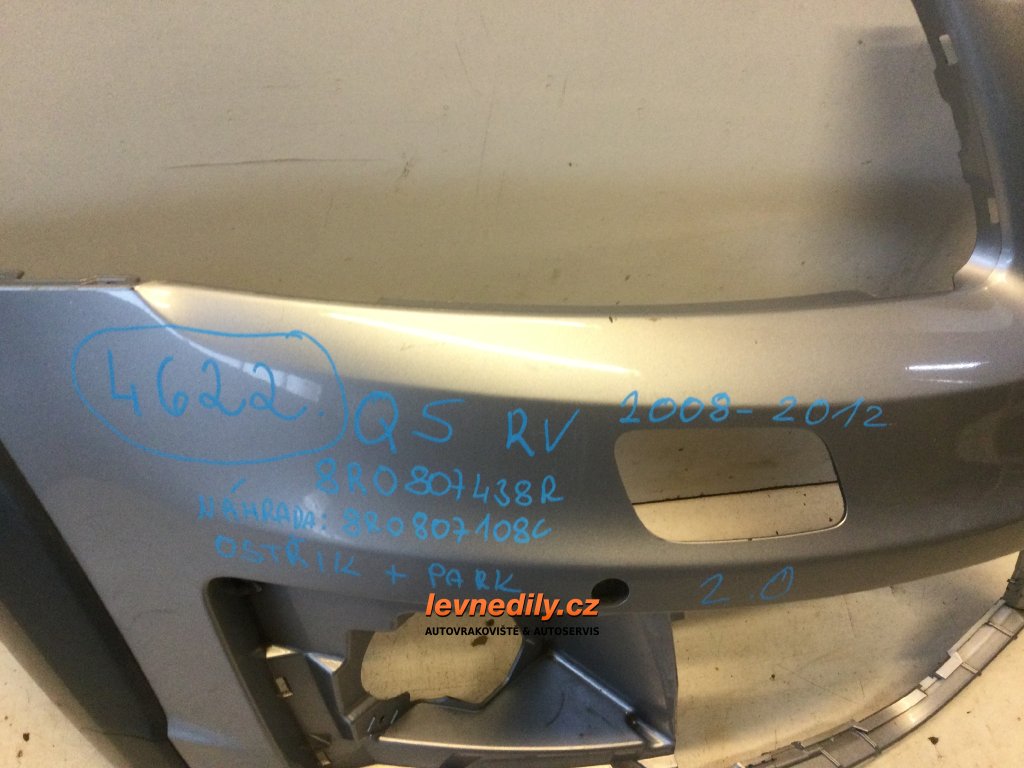 4622. Q5 RV 2008-2012
8R0807438R
NÁHRADA: 8R0807108C
OSTŘIK + PARK 2.0
levnedily.cz
AUTOVRAKOVIŠTĚ & AUTOSERVIS